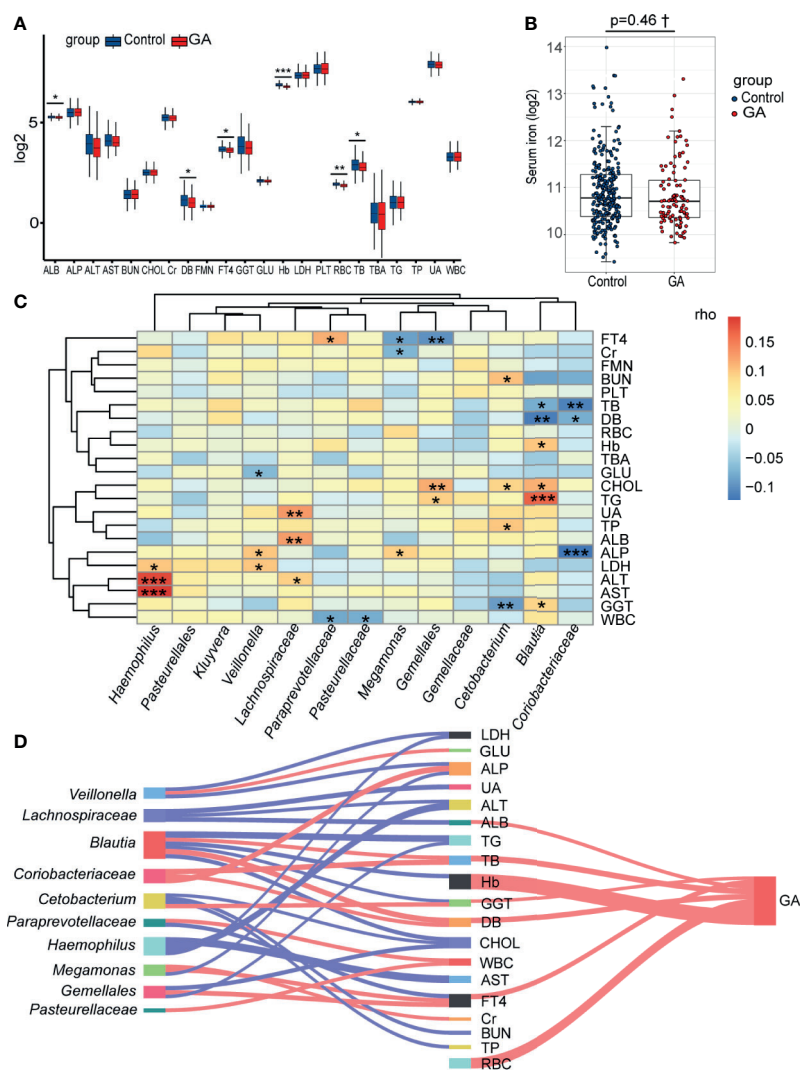 A
group Control GA
log2
5
0
*
*
*
***
**
*
ALB ALP ALT AST BUN CHOL Cr DB FMN FT4 GGT GLU Hb LDH PLT RBC TB TBA TG TP UA WBC
B
p=0.46 †
Serum iron (log2)
14
13
12
11
10
Control GA
group
Control
GA
C
rho
0.15
0.1
0.05
0
−0.05
−0.1
* * ** FT4
* Cr
FMN
* BUN
PLT
* ** TB
** * DB
RBC
* Hb
TBA
* GLU
** * * CHOL
* *** TG
** UA
* TP
** ALB
* * *** ALP
* * LDH
*** * ALT
*** AST
** * GGT
* * WBC
Haemophilus
Pasteurellales
Kluyvera
Veillonella
Lachnospiraceae
Paraprevotellaceae
Pasteurellaceae
Megamonas
Gemellales
Gemellaceae
Cetobacterium
Blautia
Coriobacteriaceae
D
Veillonella
Lachnospiraceae
Blautia
Coriobacteriaceae
Cetobacterium
Paraprevotellaceae
Haemophilus
Megamonas
Gemellales
Pasteurellaceae
LDH
GLU
ALP
UA
ALT
ALB
TG
TB
Hb
GGT
DB
CHOL
WBC
AST
FT4
Cr
BUN
TP
RBC
GA